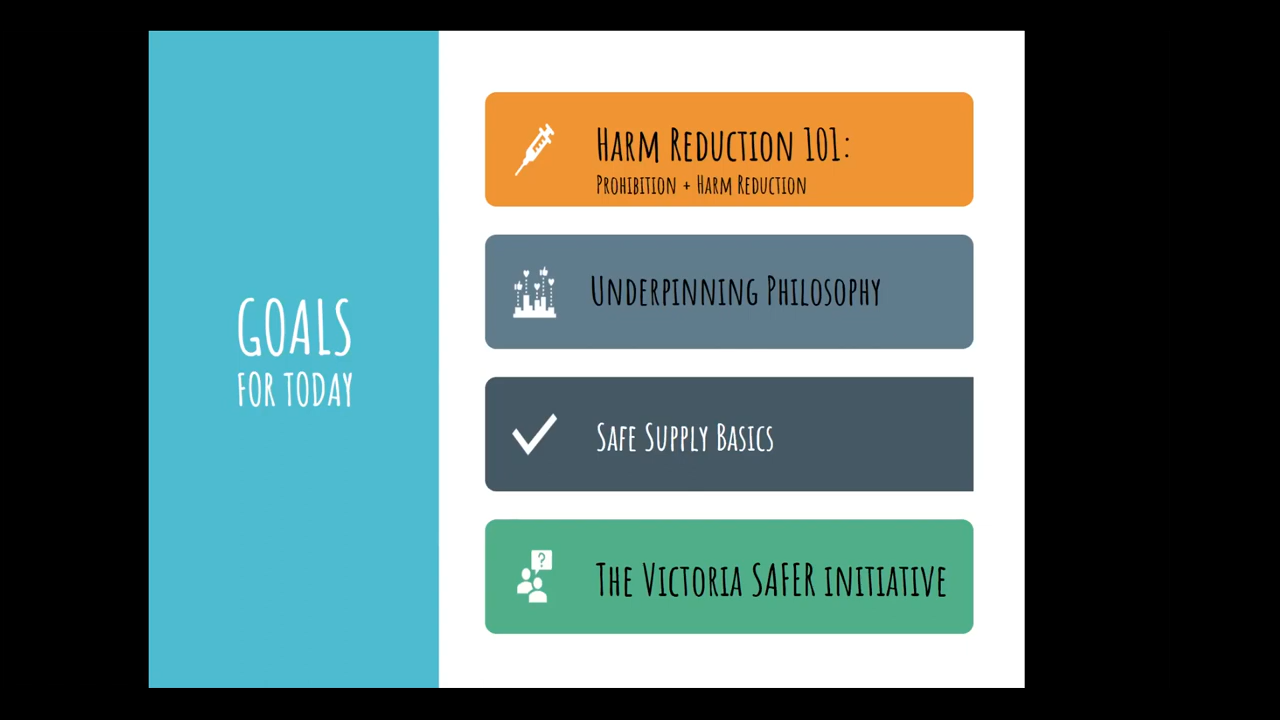 GOALS
FOR TODAY
HARM REDUCTION 101:
PROHIBITION + HARM REDUCTION
UNDERPINNING PHILOSOPHY
SAFE SUPPLY BASICS
?
THE VICTORIA SAFER INITIATIVE